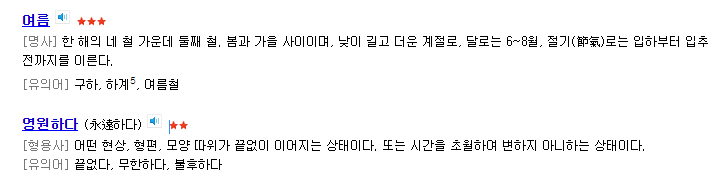 여름 ★★★
[명사] 한 해의 네 철 가운데 둘째 철. 봄과 가을 사이이며, 낮이 길고 더운 계절로, 달로는 6~8월, 절기(節氣)로는 입하부터 입추
전까지를 이른다.
[유의어] 구하, 하계5, 여름철
영원하다 (永遠하다) ★★
[형용사] 어떤 현상, 형편, 모양 따위가 끝없이 이어지는 상태이다. 또는 시간을 초월하여 변하지 아니하는 상태이다.
[유의어] 끝없다, 무한하다, 불후하다